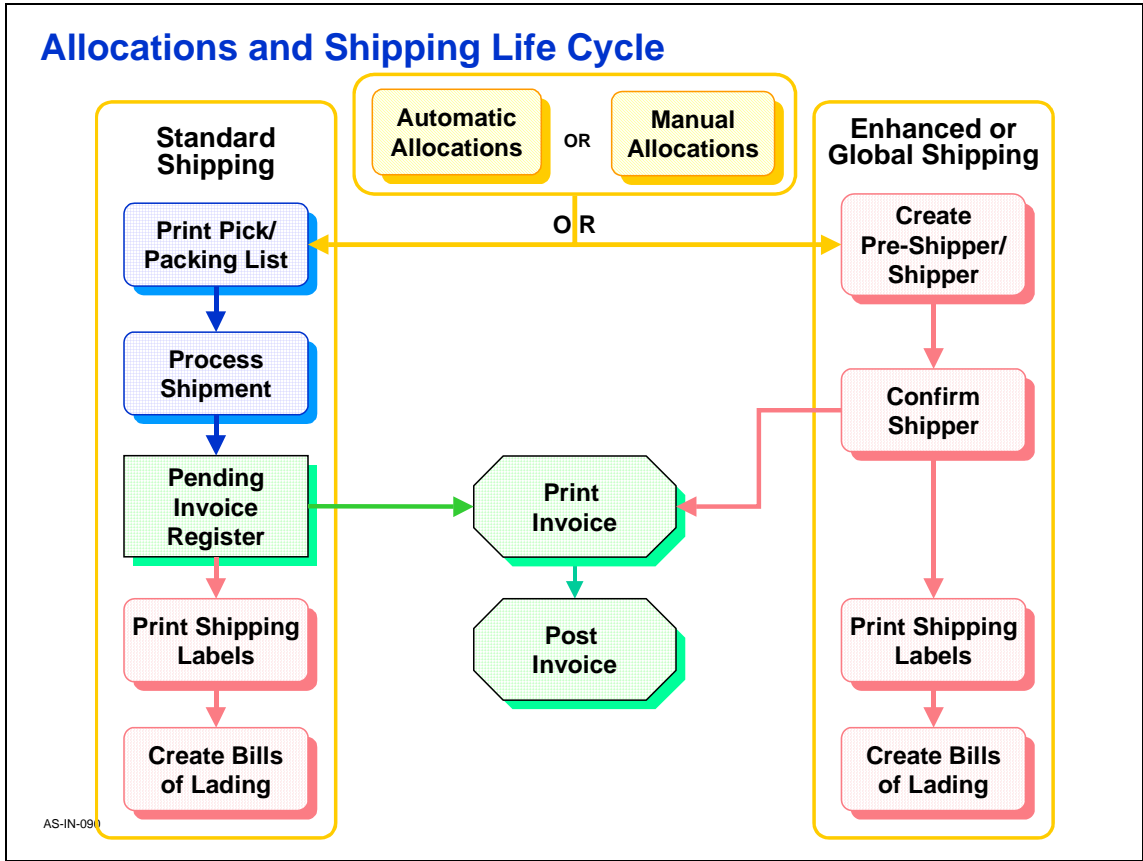 Allocations and Shipping Life Cycle
Automatic
Allocations
OR
Manual
Allocations
Standard
Shipping
Enhanced or
Global Shipping
OR
Print Pick/
Packing List
Create
Pre-Shipper/
Shipper
Process
Shipment
Confirm
Shipper
Pending
Invoice
Register
Print
Invoice
Print Shipping
Labels
Post
Invoice
Print Shipping
Labels
Create Bills
of Lading
Create Bills
of Lading
AS-IN-090